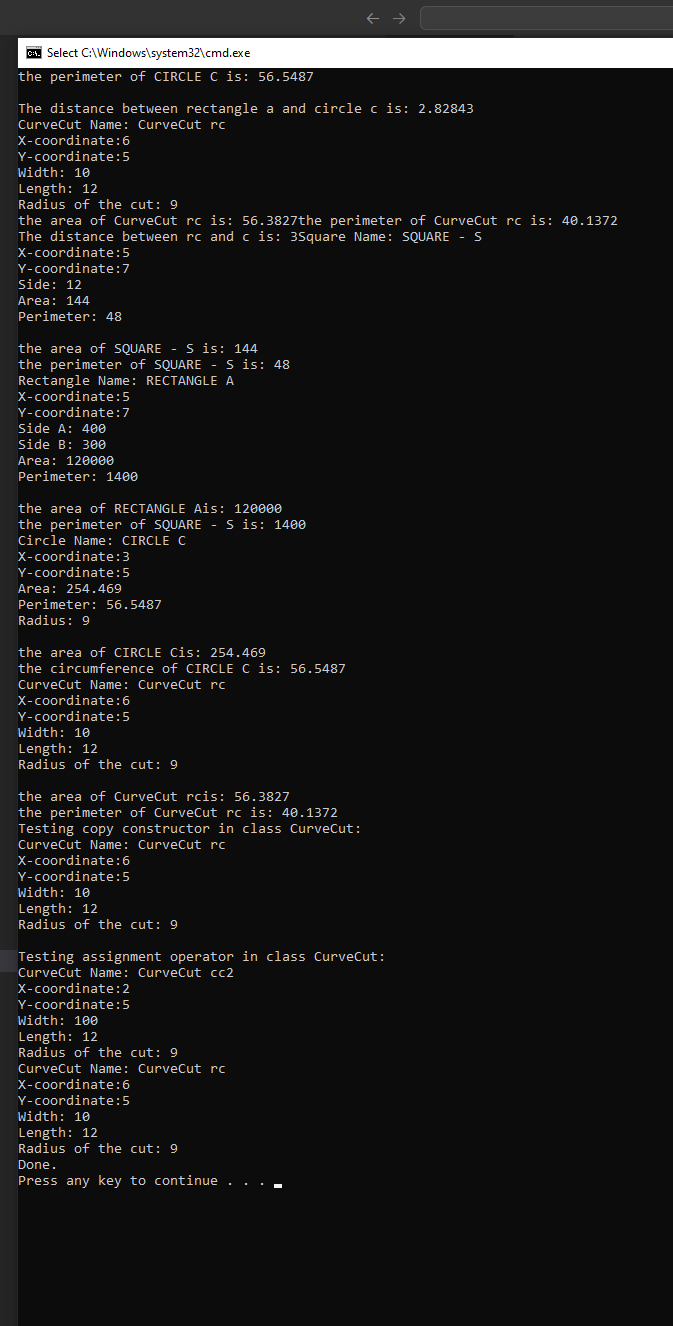 Select C:\Windows\system32\cmd.exe
the perimeter of CIRCLE C is: 56.5487
The distance between rectangle a and circle c is: 2.82843
CurveCut Name: CurveCut rc
X-coordinate:6
Y-coordinate:5
Width: 10
Length: 12
Radius of the cut: 9
the area of CurveCut rc is: 56.3827the perimeter of CurveCut rc is: 40.1372
The distance between rc and c is: 3Square Name: SQUARE - S
X-coordinate:5
Y-coordinate:7
Side: 12
Area: 144
Perimeter: 48
the area of SQUARE - S is: 144
the perimeter of SQUARE - S is: 48
Rectangle Name: RECTANGLE A
X-coordinate:5
Y-coordinate:7
Side A: 400
Side B: 300
Area: 120000
Perimeter: 1400
the area of RECTANGLE Ais: 120000
the perimeter of SQUARE - S is: 1400
Circle Name: CIRCLE C
X-coordinate:3
Y-coordinate:5
Area: 254.469
Perimeter: 56.5487
Radius: 9
the area of CIRCLE Cis: 254.469
the circumference of CIRCLE C is: 56.5487
CurveCut Name: CurveCut rc
X-coordinate:6
Y-coordinate:5
Width: 10
Length: 12
Radius of the cut: 9
the area of CurveCut rcis: 56.3827
the perimeter of CurveCut rc is: 40.1372
Testing copy constructor in class CurveCut:
CurveCut Name: CurveCut rc
X-coordinate:6
Y-coordinate:5
Width: 10
Length: 12
Radius of the cut: 9
Testing assignment operator in class CurveCut:
CurveCut Name: CurveCut cc2
X-coordinate:2
Y-coordinate:5
Width: 100
Length: 12
Radius of the cut: 9
CurveCut Name: CurveCut rc
X-coordinate:6
Y-coordinate:5
Width: 10
Length: 12
Radius of the cut: 9
Done.
Press any key to continue . . .